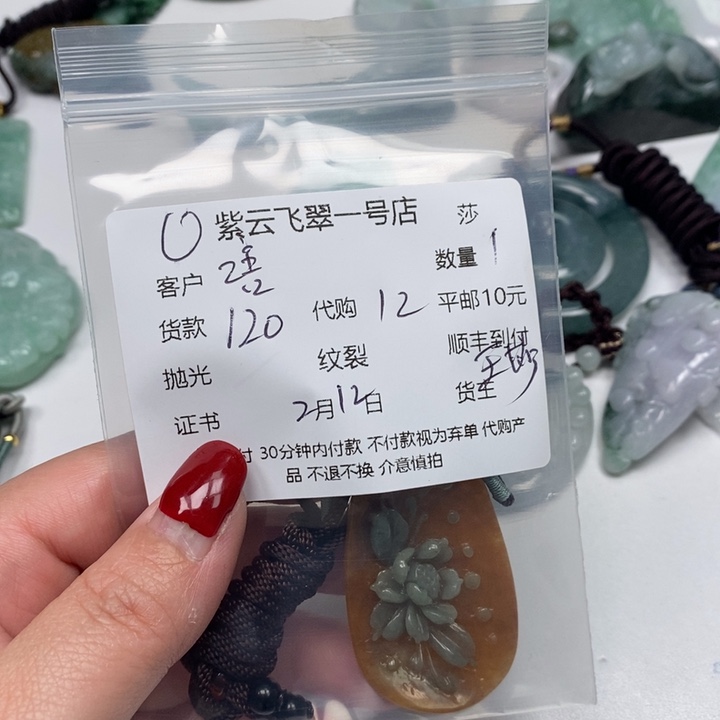 紫云飞翠一号店 莎
客户 数量 1
货款 120 代购 12 平邮10元
抛光 纹裂 顺丰到付
证书 2月12日 货主
付 30分钟内付款 不付款视为弃单 代购产
品 不退不换 介意慎拍